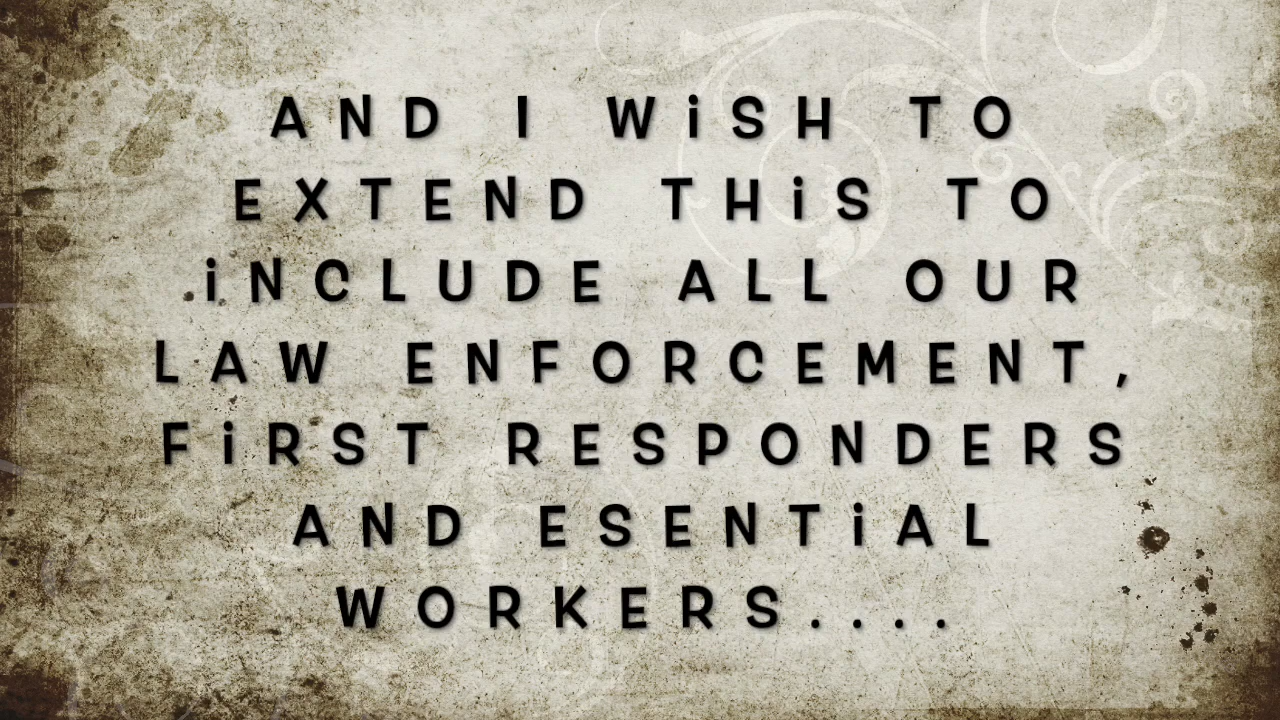 AND I WiSH TO
EXTEND THiS TO
iNCLUDE ALL OUR
LAW ENFORCEMENT,
FiRST RESPONDERS
AND ESENTiAL
WORKERS....